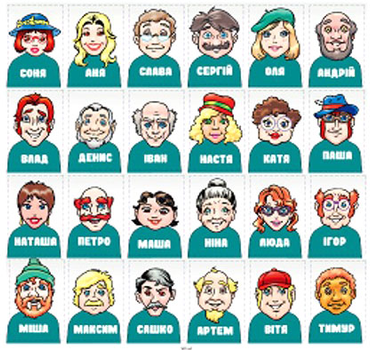 СОНЯ АНЯ СЛАВА СЕРГІЙ ОЛЯ АНДРІЙ
ВЛАД ДЕНИС ІВАН НАСТЯ КАТЯ ПАША
НАТАША ПЕТРО МАША НІНА ЛЮДА ІГОР
МІША МАКСИМ САШКО АРТЕМ ВІТЯ ТИМУР